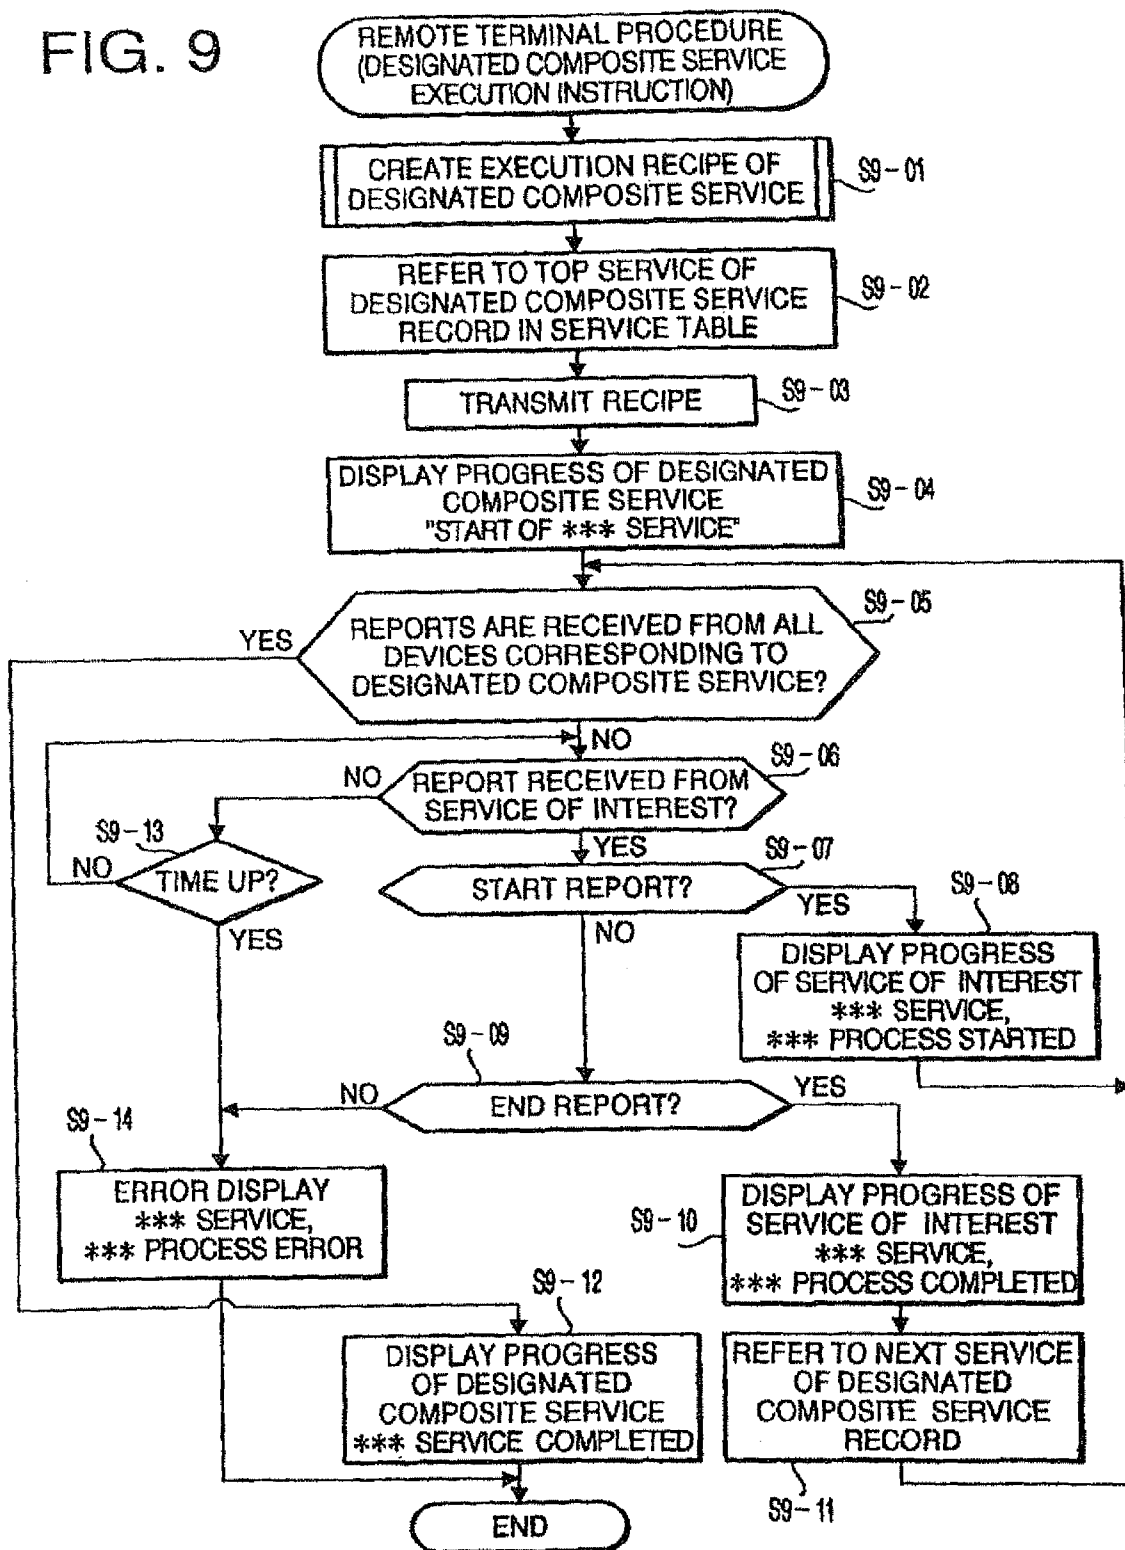 FIG. 9
REMOTE TERMINAL PROCEDURE
(DESIGNATED COMPOSITE SERVICE
EXECUTION INSTRUCTION)
CREATE EXECUTION RECIPE OF
DESIGNATED COMPOSITE SERVICE
S9-01
REFER TO TOP SERVICE OF
DESIGNATED COMPOSITE SERVICE
RECORD IN SERVICE TABLE
S9-02
TRANSMIT RECIPE
S9-03
DISPLAY PROGRESS OF DESIGNATED
COMPOSITE SERVICE
"START OF *** SERVICE"
S9-04
REPORTS ARE RECEIVED FROM ALL
DEVICES CORRESPONDING TO
DESIGNATED COMPOSITE SERVICE?
S9-05
YES
NO
REPORT RECEIVED FROM
SERVICE OF INTEREST?
S9-06
NO
YES
S9-13
TIME UP?
NO
YES
START REPORT?
S9-07
YES
NO
S9-08
DISPLAY PROGRESS
OF SERVICE OF INTEREST
*** SERVICE,
*** PROCESS STARTED
S9-09
END REPORT?
NO
YES
S9-14
ERROR DISPLAY
*** SERVICE,
*** PROCESS ERROR
S9-10
DISPLAY PROGRESS OF
SERVICE OF INTEREST
*** SERVICE,
*** PROCESS COMPLETED
S9-12
DISPLAY PROGRESS
OF DESIGNATED
COMPOSITE SERVICE
*** SERVICE COMPLETED
REFER TO NEXT SERVICE
OF DESIGNATED
COMPOSITE SERVICE
RECORD
S9-11
END